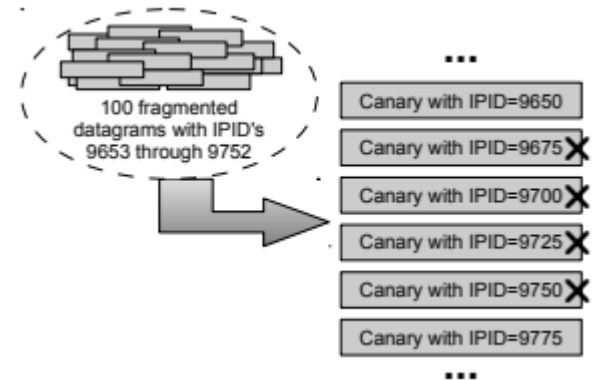 100 fragmented
datagrams with IPID's
9653 through 9752
...
Canary with IPID=9650
Canary with IPID=9675
Canary with IPID=9700
Canary with IPID=9725
Canary with IPID=9750
Canary with IPID=9775
...